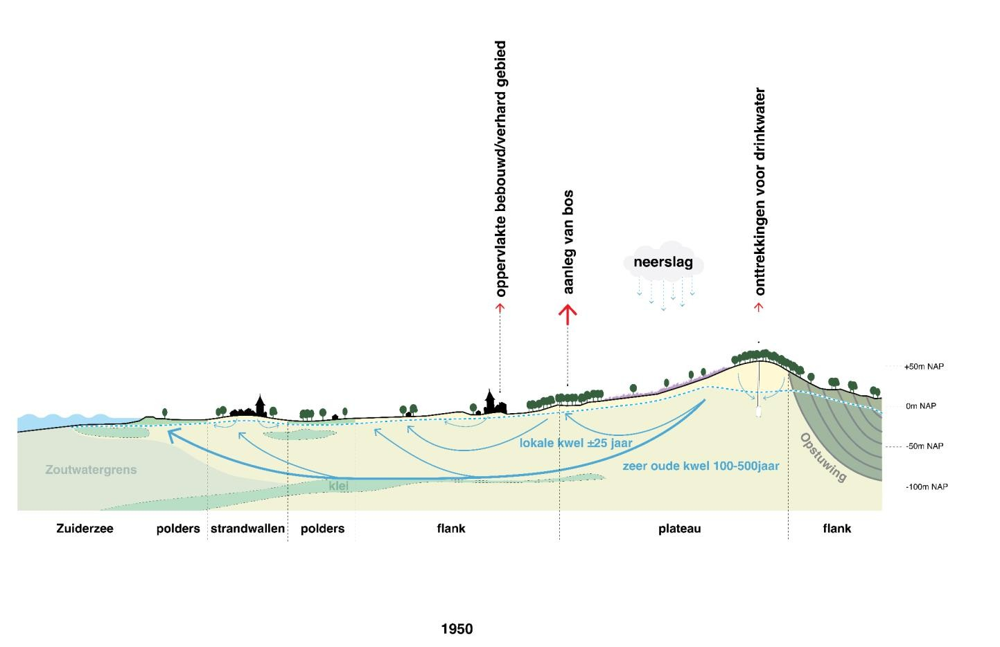 oppervlakte bebouwd/verhard gebied
aanleg van bos
onttrekkingen voor drinkwater
neerslag
+50m NAP
0m NAP
-50m NAP
-100m NAP
lokale kwel ±25 jaar
zeer oude kwel 100-500jaar
Opstuwing
Zoutwatergrens
klei
Zuiderzee
polders
strandwallen
polders
flank
plateau
flank
1950